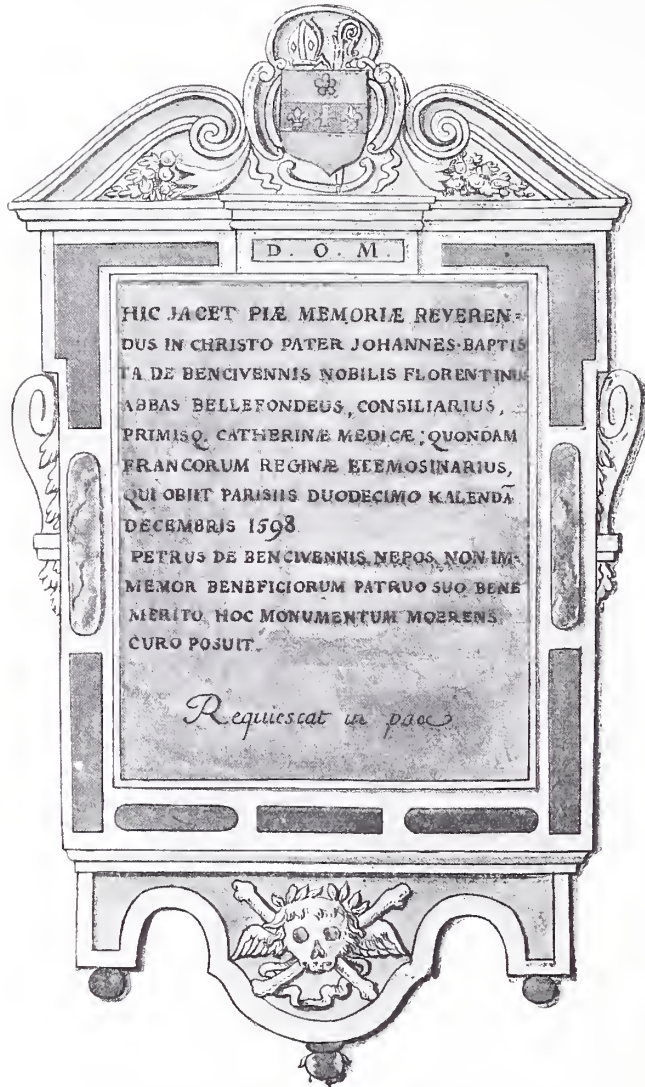 D. O. M.
HIC JACET PIÆ MEMORIÆ REVEREN=
DUS IN CHRISTO PATER JOHANNES·BAPTIS
TA DE BENCIVENNIS NOBILIS FLORENTINUS
ABBAS BELLEFONDEUS, CONSILIARIUS,
PRIMISQ. CATHERINÆ MEDICÆ; QUONDAM
FRANCORUM REGINÆ ELEMOSINARIUS,
QUI OBIIT PARISIIS DUODECIMO KALENDÃ
DECEMBRIS 1598
PETRUS DE BENCIVENNIS NEPOS NON IM-
MEMOR BENEFICIORUM PATRUO SUO BENE
MERITO, HOC MONUMENTUM MOERENS
CURO POSUIT.
Requiescat in pace